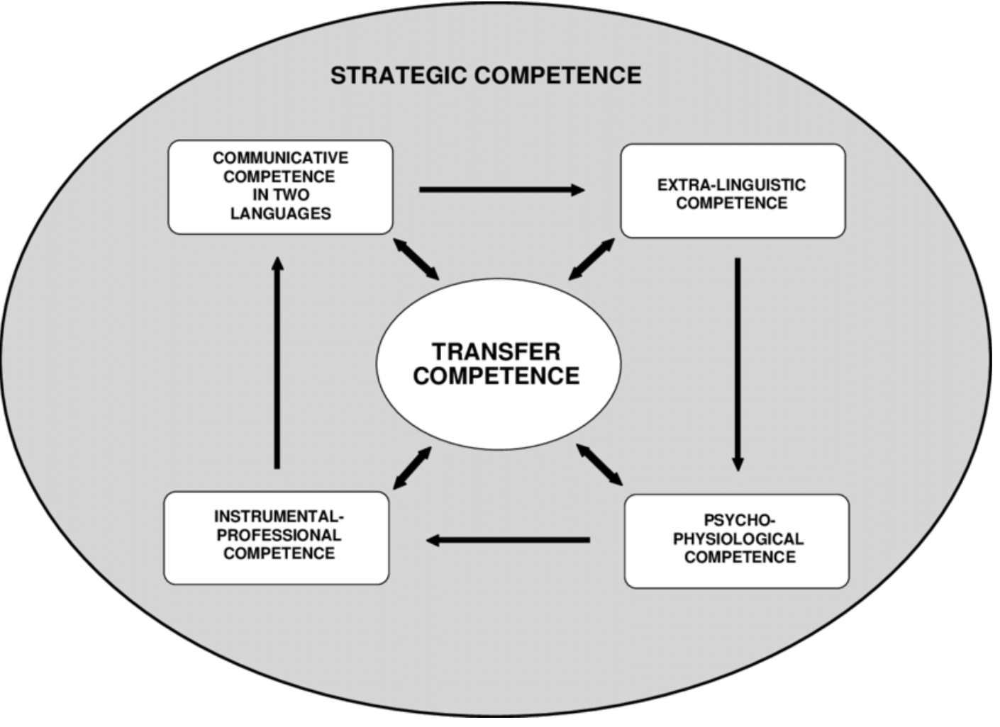 STRATEGIC COMPETENCE
COMMUNICATIVE
COMPETENCE
IN TWO
LANGUAGES
EXTRA-LINGUISTIC
COMPETENCE
TRANSFER
COMPETENCE
INSTRUMENTAL-
PROFESSIONAL
COMPETENCE
PSYCHO-
PHYSIOLOGICAL
COMPETENCE